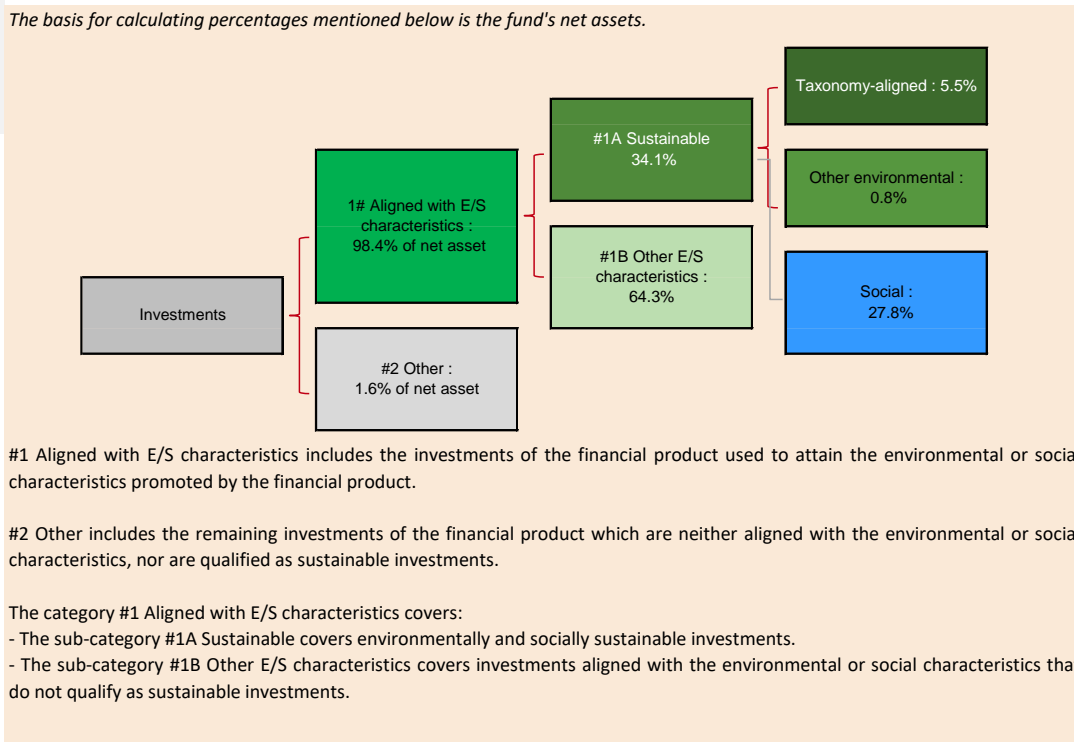 The basis for calculating percentages mentioned below is the fund's net assets.
Taxonomy-aligned : 5.5%
#1A Sustainable
34.1%
Other environmental :
0.8%
1# Aligned with E/S
characteristics :
98.4% of net asset
#1B Other E/S
characteristics :
64.3%
Social :
27.8%
Investments
#2 Other :
1.6% of net asset
#1 Aligned with E/S characteristics includes the investments of the financial product used to attain the environmental or socia
characteristics promoted by the financial product.
#2 Other includes the remaining investments of the financial product which are neither aligned with the environmental or socia
characteristics, nor are qualified as sustainable investments.
The category #1 Aligned with E/S characteristics covers:
- The sub-category #1A Sustainable covers environmentally and socially sustainable investments.
- The sub-category #1B Other E/S characteristics covers investments aligned with the environmental or social characteristics tha
do not qualify as sustainable investments.